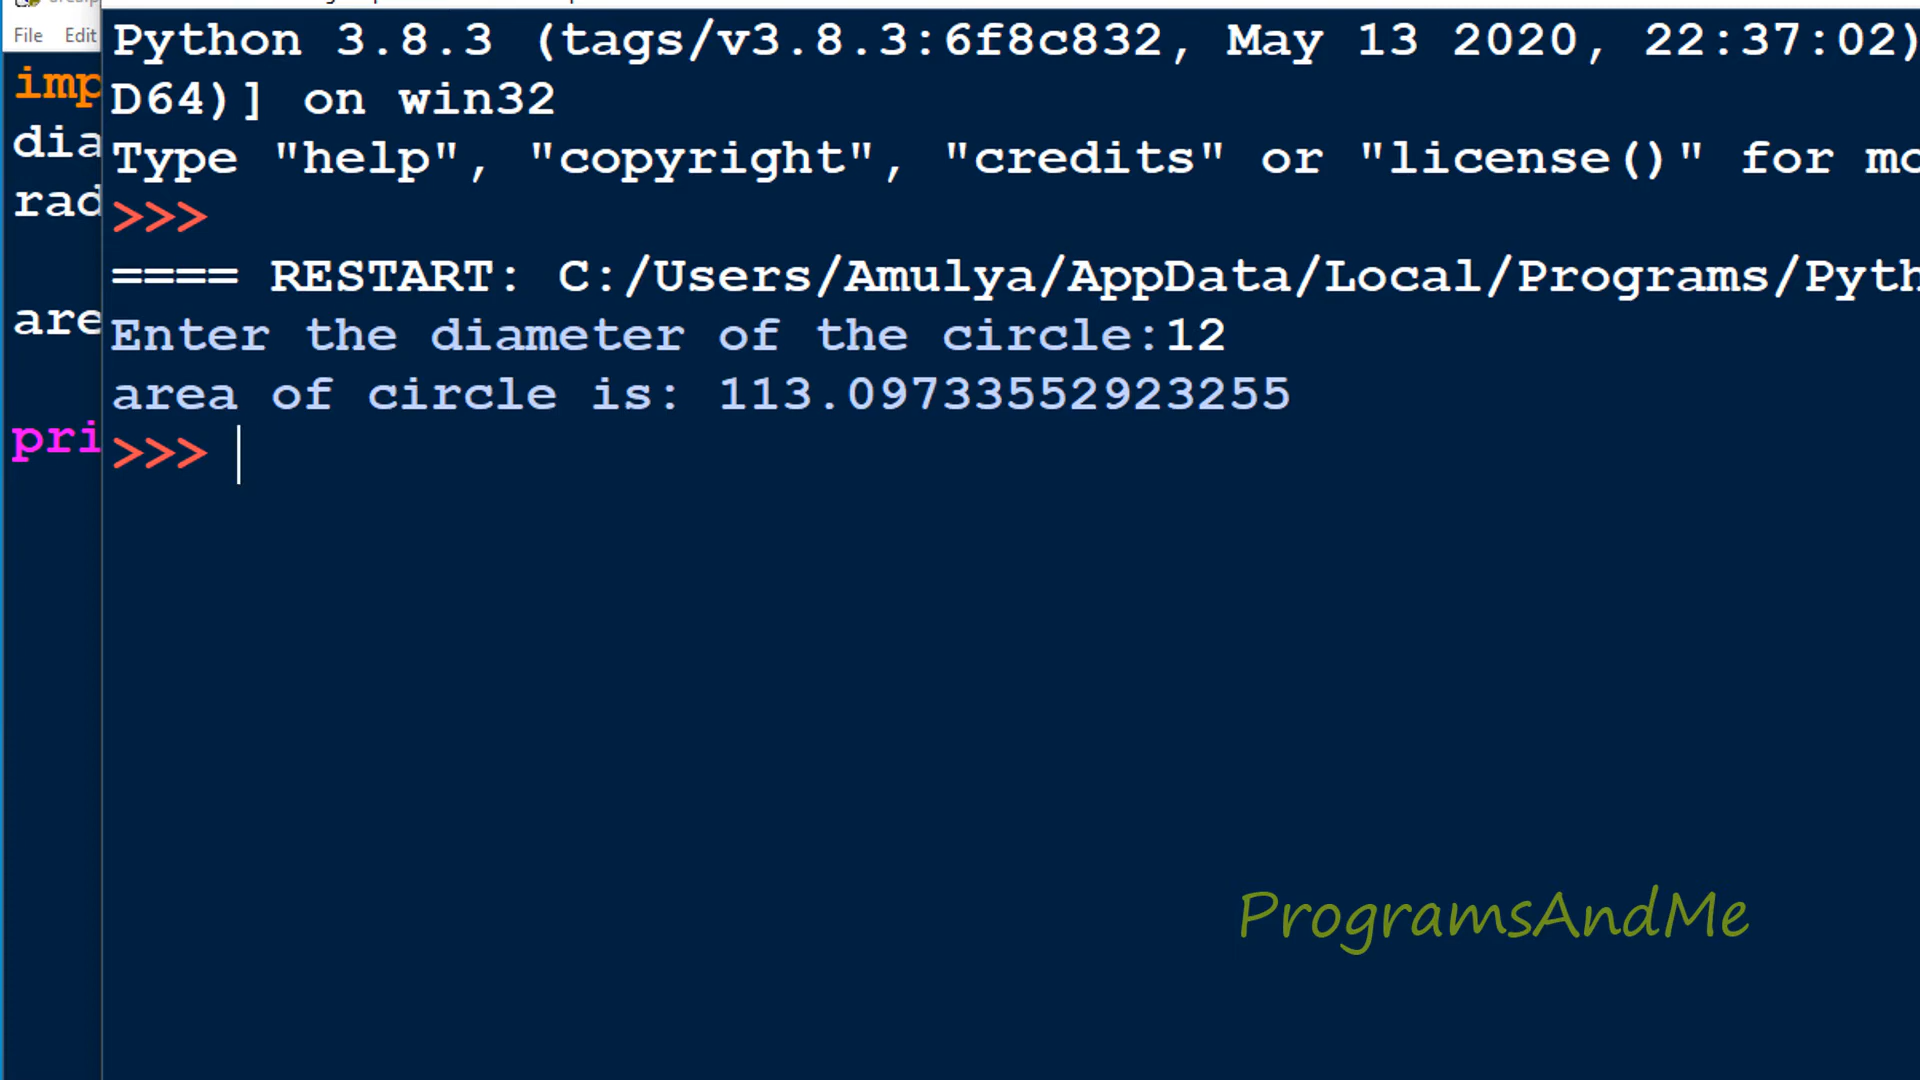 File Edit
Python 3.8.3 (tags/v3.8.3:6f8c832, May 13 2020, 22:37:02)
D64)] on win32
Type "help", "copyright", "credits" or "license()" for mo
>>>
==== RESTART: C:/Users/Amulya/AppData/Local/Programs/Pyth
Enter the diameter of the circle:12
area of circle is: 113.09733552923255
>>>
imp
dia
rad
are
pri
ProgramsAndMe